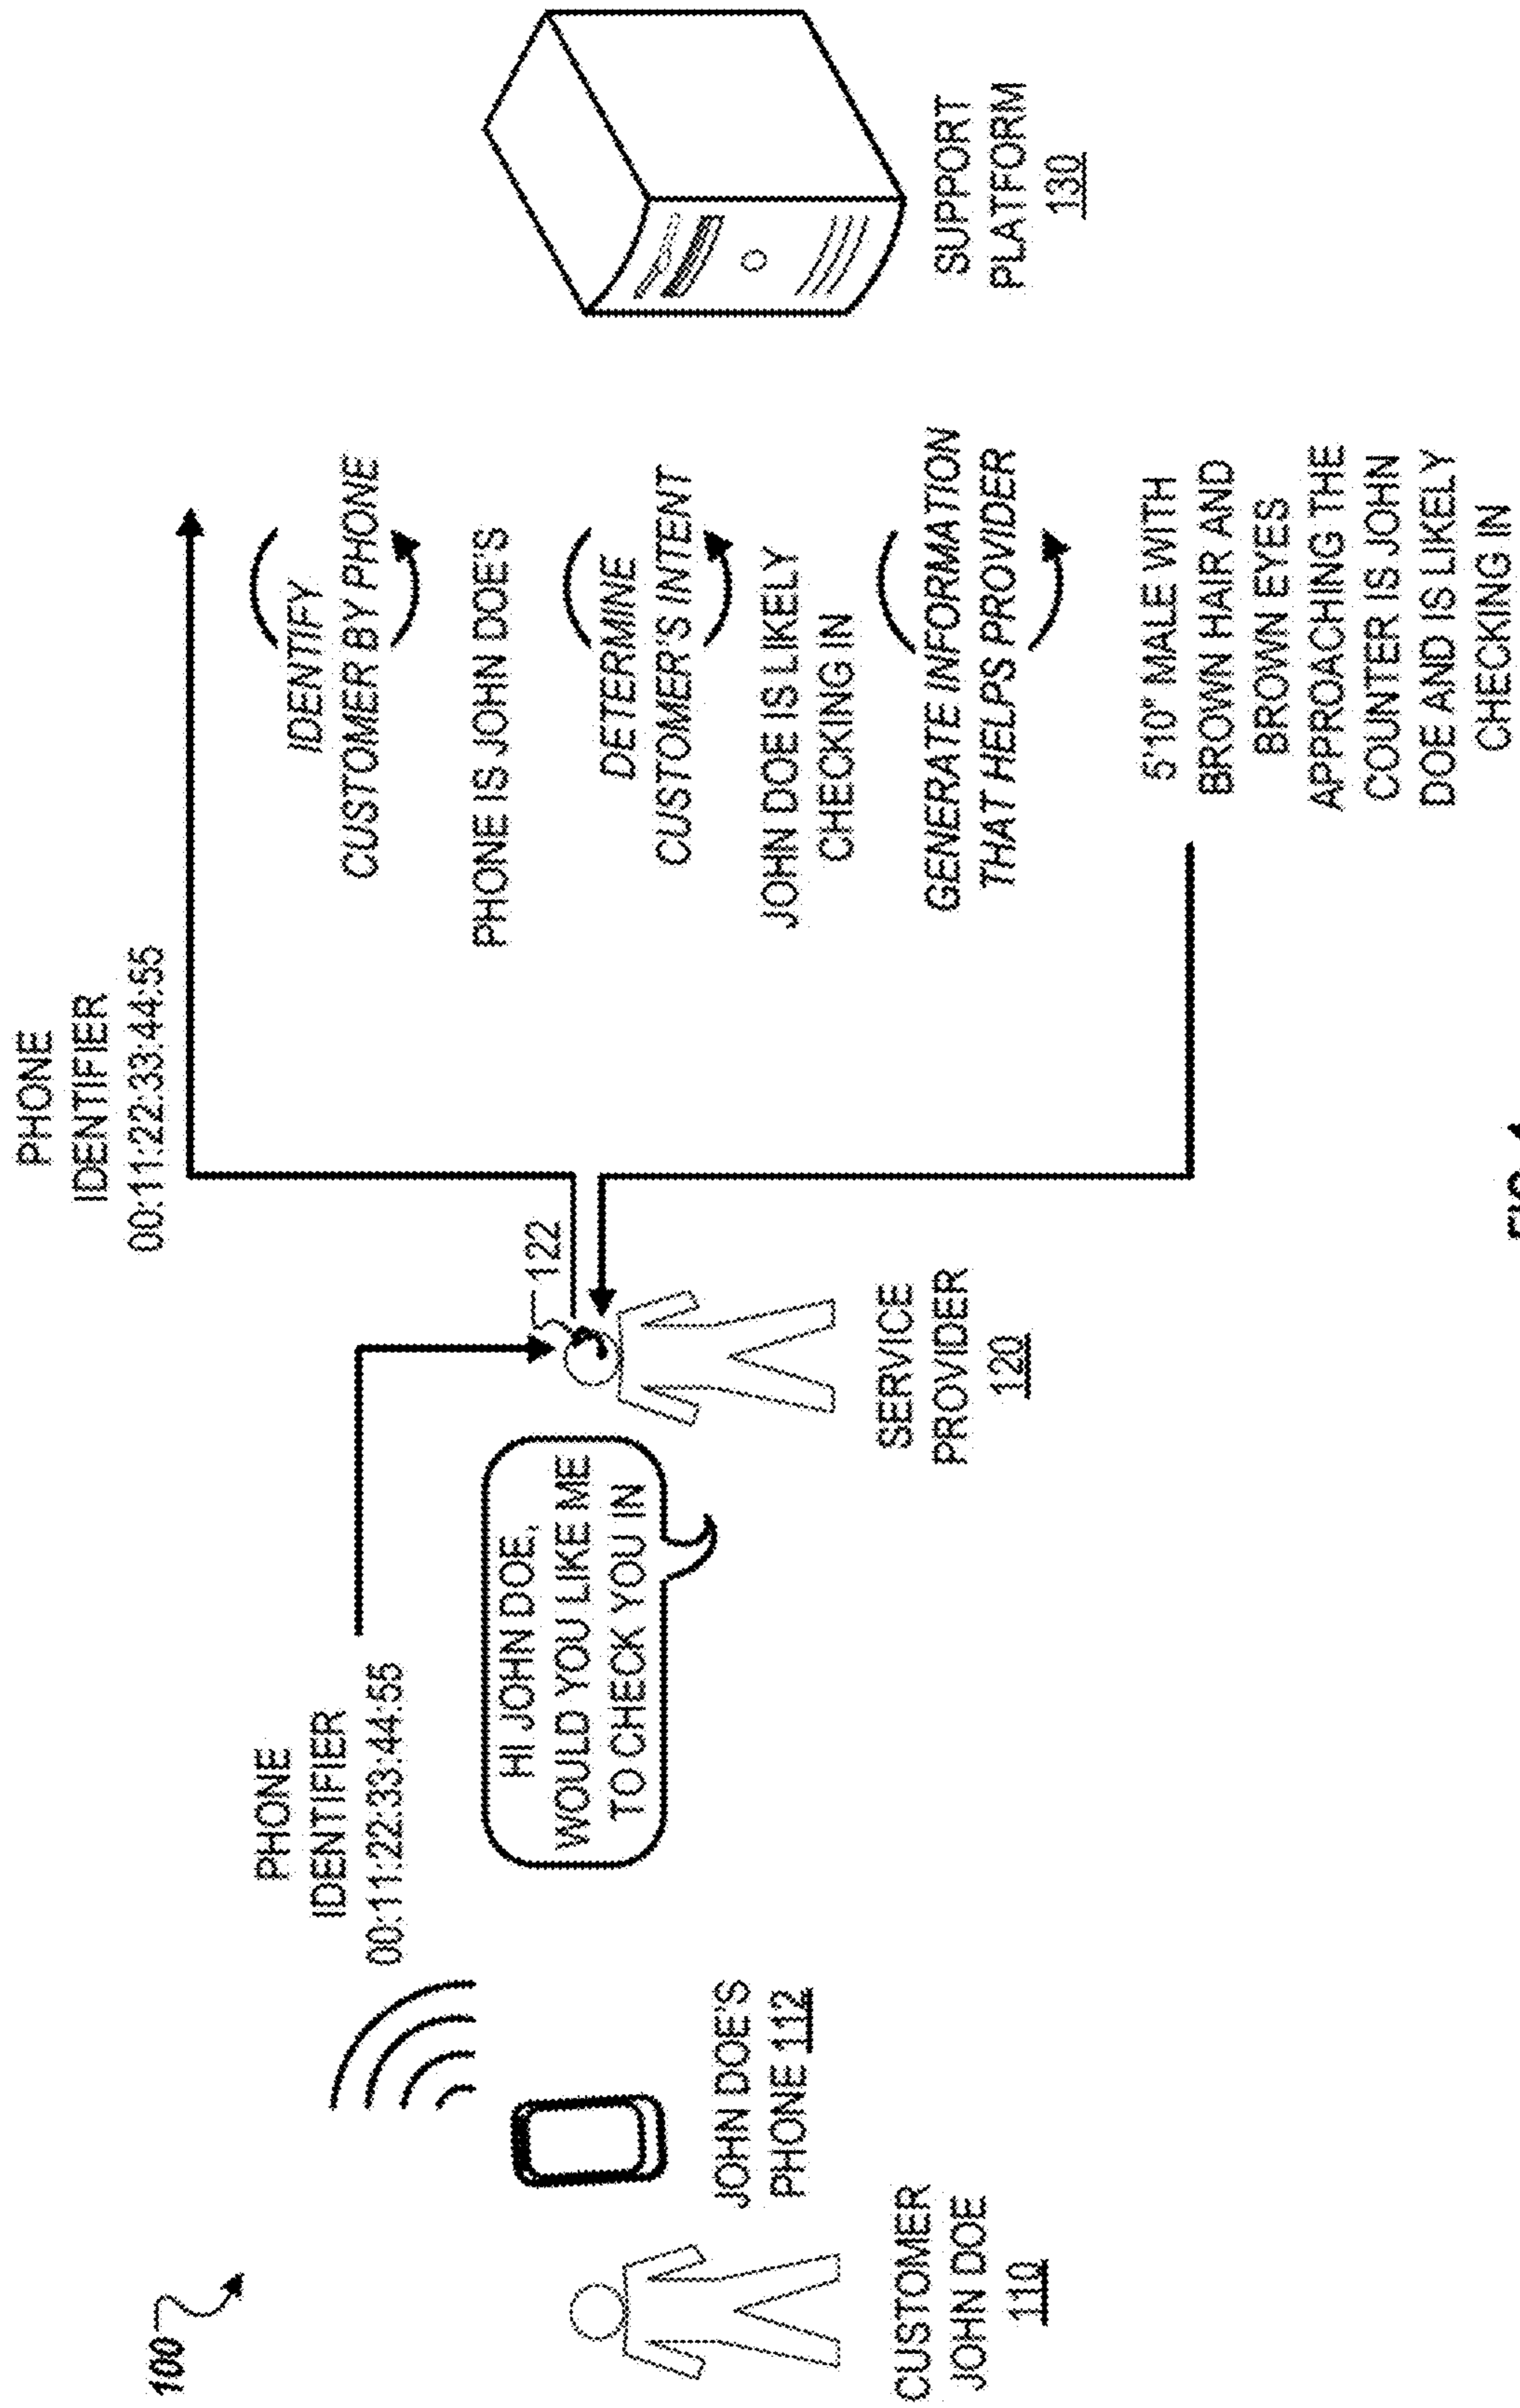 100
PHONE
IDENTIFIER
00:11:22:33:44:55
PHONE
IDENTIFIER
00:11:22:33:44:55
IDENTIFY
CUSTOMER BY PHONE
PHONE IS JOHN DOE'S
DETERMINE
CUSTOMER'S INTENT
JOHN DOE IS LIKELY
CHECKING IN
GENERATE INFORMATION
THAT HELPS PROVIDER
5'10" MALE WITH
BROWN HAIR AND
BROWN EYES
APPROACHING THE
COUNTER IS JOHN
DOE AND IS LIKELY
CHECKING IN
HI JOHN DOE,
WOULD YOU LIKE ME
TO CHECK YOU IN
122
CUSTOMER
JOHN DOE
110
JOHN DOE'S
PHONE 112
SERVICE
PROVIDER
120
SUPPORT
PLATFORM
130